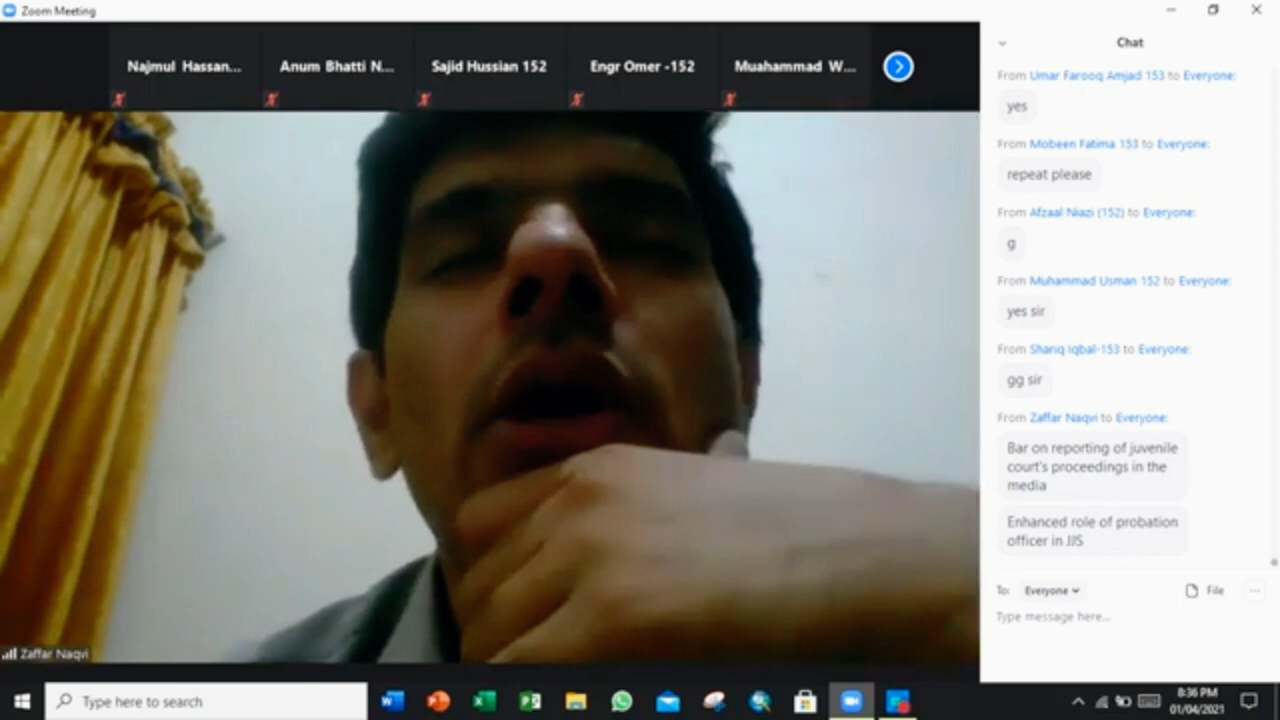 Zoom Meeting
Najmul Hassan...
Anum Bhatti N...
Sajid Hussian 152
Engr Omer -152
Muahammad W...
Zaffar Naqvi
Chat
From Umar Farooq Amjad 153 to Everyone:
yes
From Mobeen Fatima 153 to Everyone:
repeat please
From Afzaal Niazi (152) to Everyone:
g
From Muhammad Usman 152 to Everyone:
yes sir
From Shariq Iqbal-153 to Everyone:
gg sir
From Zaffar Naqvi to Everyone:
Bar on reporting of juvenile
court's proceedings in the
media
Enhanced role of probation
officer in JJS
To: Everyone
File
Type message here...
Type here to search
8:36 PM
01/04/2021